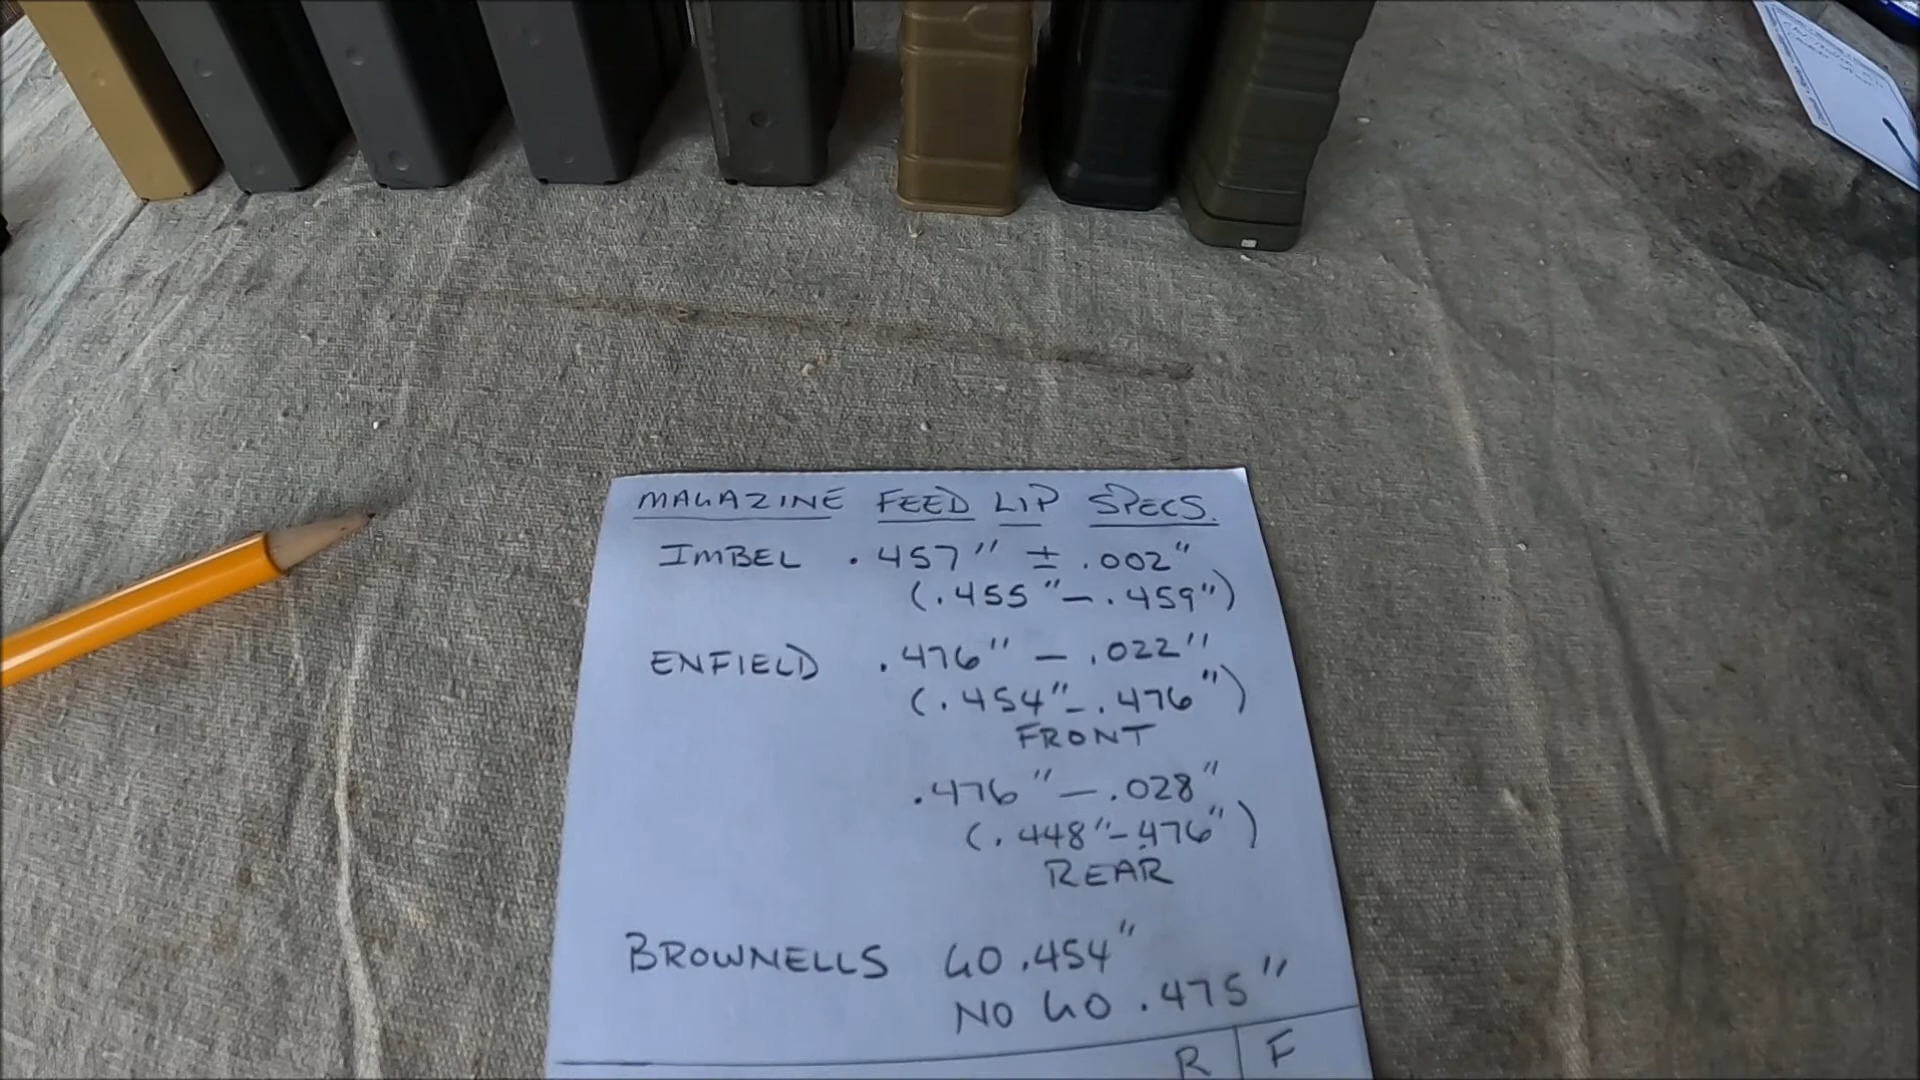 MAGAZINE FEED LIP SPECS.
IMBEL .457" ± .002"
(.455"-.459")
ENFIELD .476" - .022"
(.454"-.476")
FRONT
.476" - .028"
(.448"-.476")
REAR
BROWNELLS GO .454"
NO GO .475"
R F